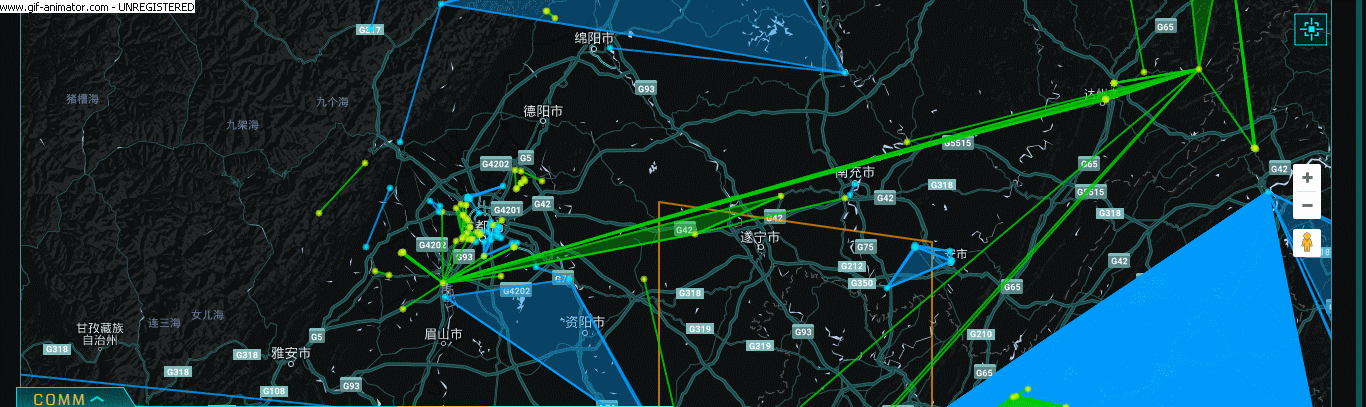 www.gif-animator.com - UNREGISTERED
G65
绵阳市
G93
猪槽海
九个海
九架海
德阳市
G5515
G4202
G5
G65
G42
南充市
G318
G5515
G42
G42
G4201
G318
G42
G42
G4202
遂宁市
G75
G93
G212
G42
G350
G65
G4202
G318
连三海
女儿海
资阳市
甘孜藏族
自治州
G319
G93
G210
G5
眉山市
G319
G318
G318
雅安市
G318
G65
G93
G108
COMM